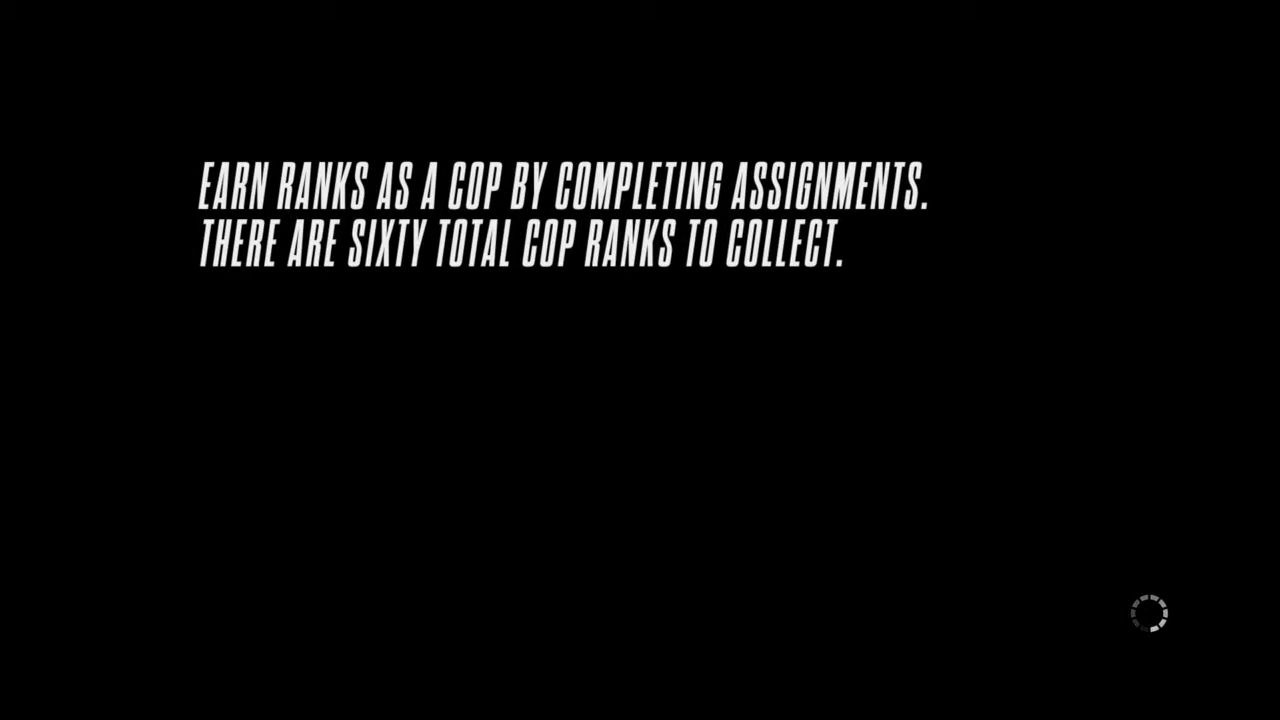 EARN RANKS AS A COP BY COMPLETING ASSIGNMENTS.
THERE ARE SIXTY TOTAL COP RANKS TO COLLECT.